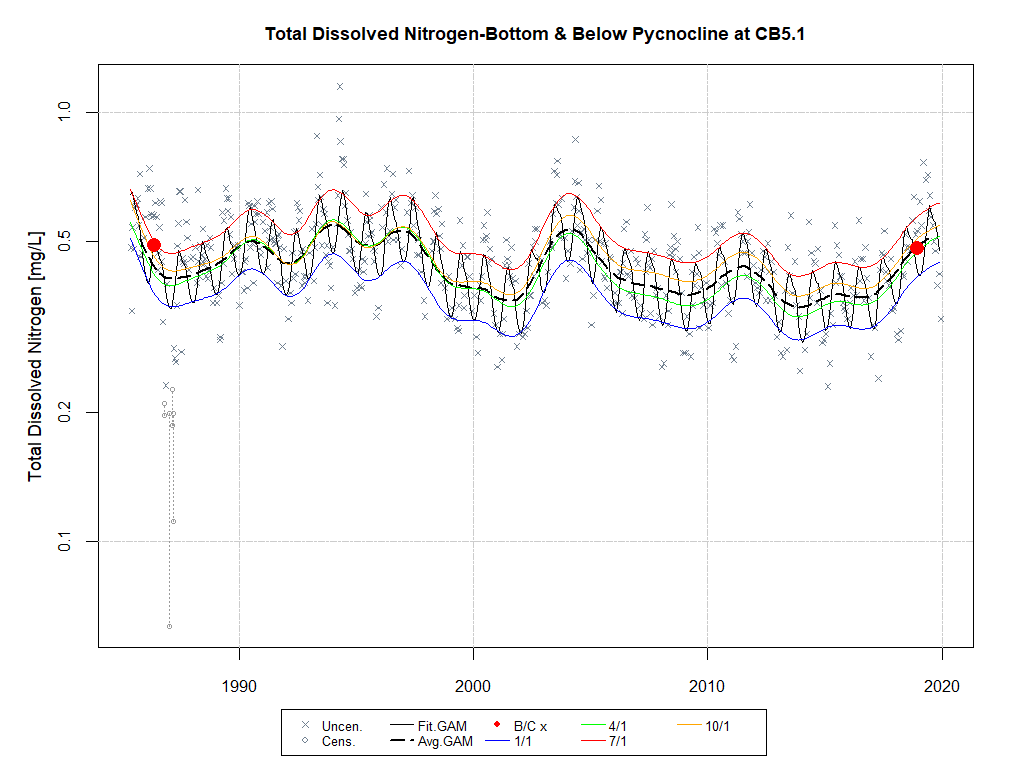 Total Dissolved Nitrogen-Bottom & Below Pycnocline at CB5.1
Total Dissolved Nitrogen [mg/L]
1.0
0.5
0.2
0.1
1990 2000 2010 2020
Uncen. Fit.GAM B/C x 4/1 10/1
Cens. Avg.GAM 1/1 7/1